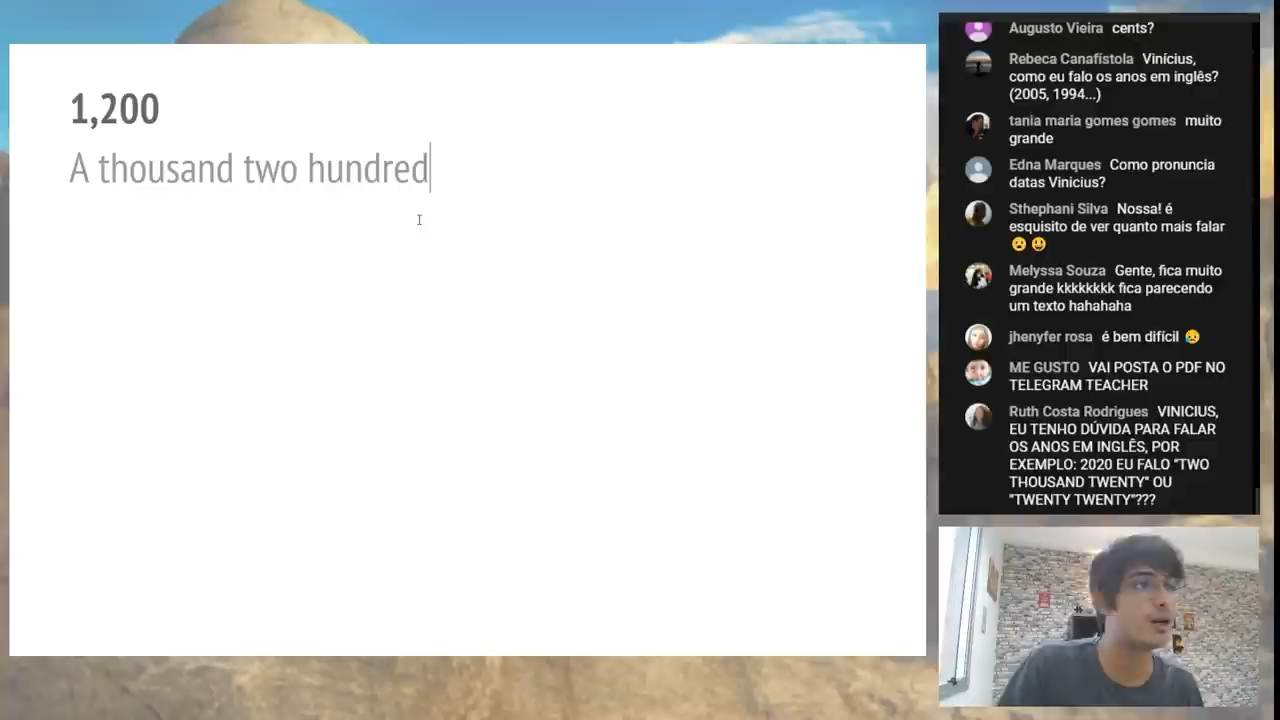 1,200
A thousand two hundred
Augusto Vieira cents?
Rebeca Canafístola Vinícius,
como eu falo os anos em inglês?
(2005, 1994...)
tania maria gomes gomes muito
grande
Edna Marques Como pronuncia
datas Vinicius?
Sthephani Silva Nossa! é
esquisito de ver quanto mais falar
😦 😃
Melyssa Souza Gente, fica muito
grande kkkkkkkk fica parecendo
um texto hahahaha
jhenyfer rosa é bem difícil 😥
ME GUSTO VAI POSTA O PDF NO
TELEGRAM TEACHER
Ruth Costa Rodrigues VINICIUS,
EU TENHO DÚVIDA PARA FALAR
OS ANOS EM INGLÊS, POR
EXEMPLO: 2020 EU FALO "TWO
THOUSAND TWENTY" OU
"TWENTY TWENTY"???